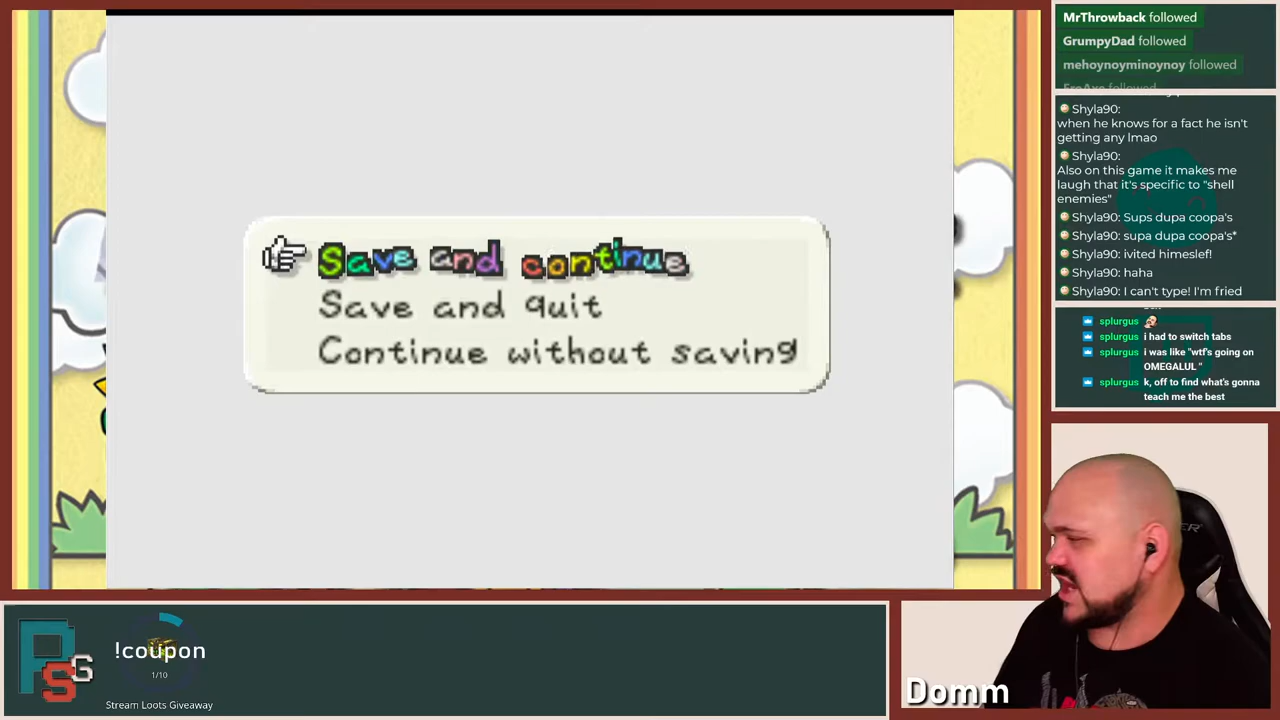 Save and continue
Save and quit
Continue without saving
MrThrowback followed
GrumpyDad followed
mehoynoyminoynoy followed
followed
Shyla90:
when he knows for a fact he isn't
getting any lmao
Shyla90:
Also on this game it makes me
laugh that it's specific to "shell
enemies"
Shyla90: Sups dupa coopa's
Shyla90: supa dupa coopa's*
Shyla90: ivited himeslef!
Shyla90: haha
Shyla90: I can't type! I'm fried
splurgus
splurgus i had to switch tabs
splurgus i was like "wtf's going on
OMEGALUL "
splurgus k, off to find what's gonna
teach me the best
PSG
!coupon
1/10
Stream Loots Giveaway
Domm